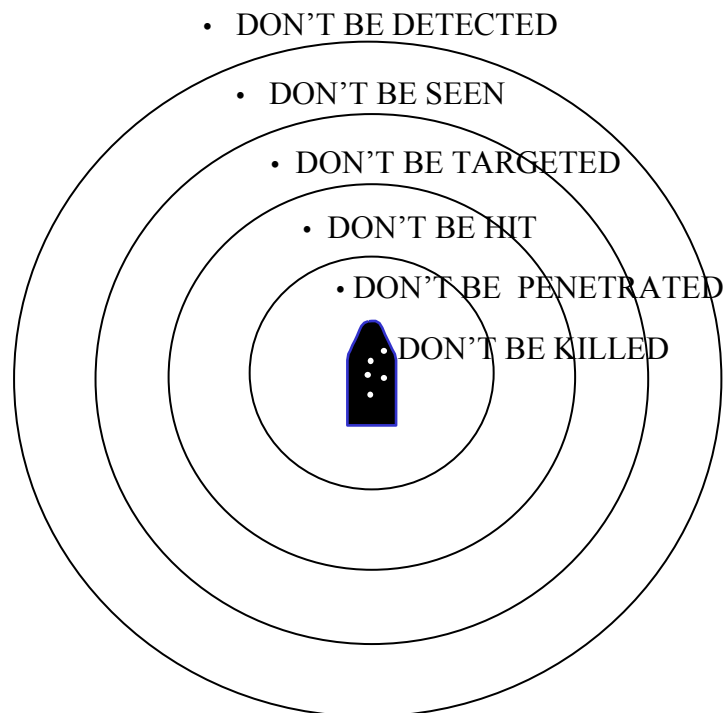 • DON’T BE DETECTED
• DON’T BE SEEN
• DON’T BE TARGETED
• DON’T BE HIT
• DON’T BE PENETRATED
DON’T BE KILLED